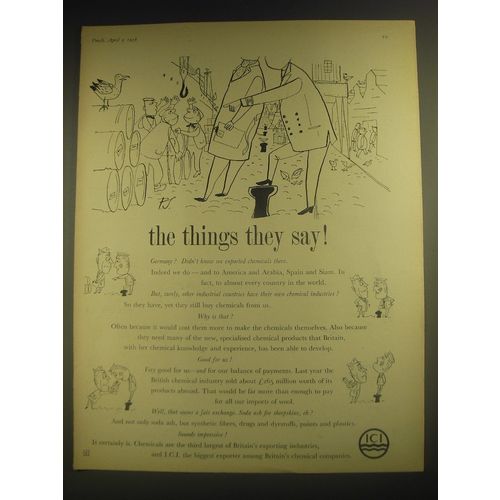 Punch, April 2 1958
the things they say!
Germany? Didn't know we exported chemicals there.
Indeed we do — and to America and Arabia, Spain and Siam. In
fact, to almost every country in the world.
But, surely, other industrial countries have their own chemical industries?
So they have, yet they still buy chemicals from us.
Why is that?
Often because it would cost them more to make the chemicals themselves. Also because
they need many of the new, specialised chemical products that Britain,
with her chemical knowledge and experience, has been able to develop.
Good for us!
Very good for us—and for our balance of payments. Last year the
British chemical industry sold about million worth of its
products abroad. That would be far more than enough to pay
for all our imports of wool.
Well, that seems a fair exchange. Soda ash for sheepskins, eh?
And not only soda ash, but synthetic fibres, drugs and dyestuffs, paints and plastics.
Sounds impressive!
It certainly is. Chemicals are the third largest of Britain's exporting industries,
and I.C.I. the biggest exporter among Britain's chemical companies.
ICI